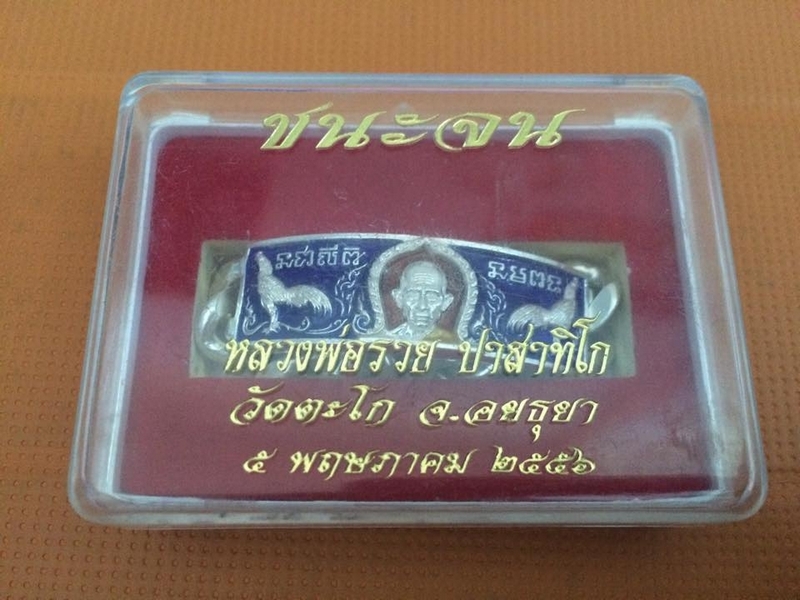 ชนะจน
หลวงพ่อรวย ปาสาทิโก
วัดตะโก จ.อยุธยา
๕ พฤษภาคม ๒๕๕๖